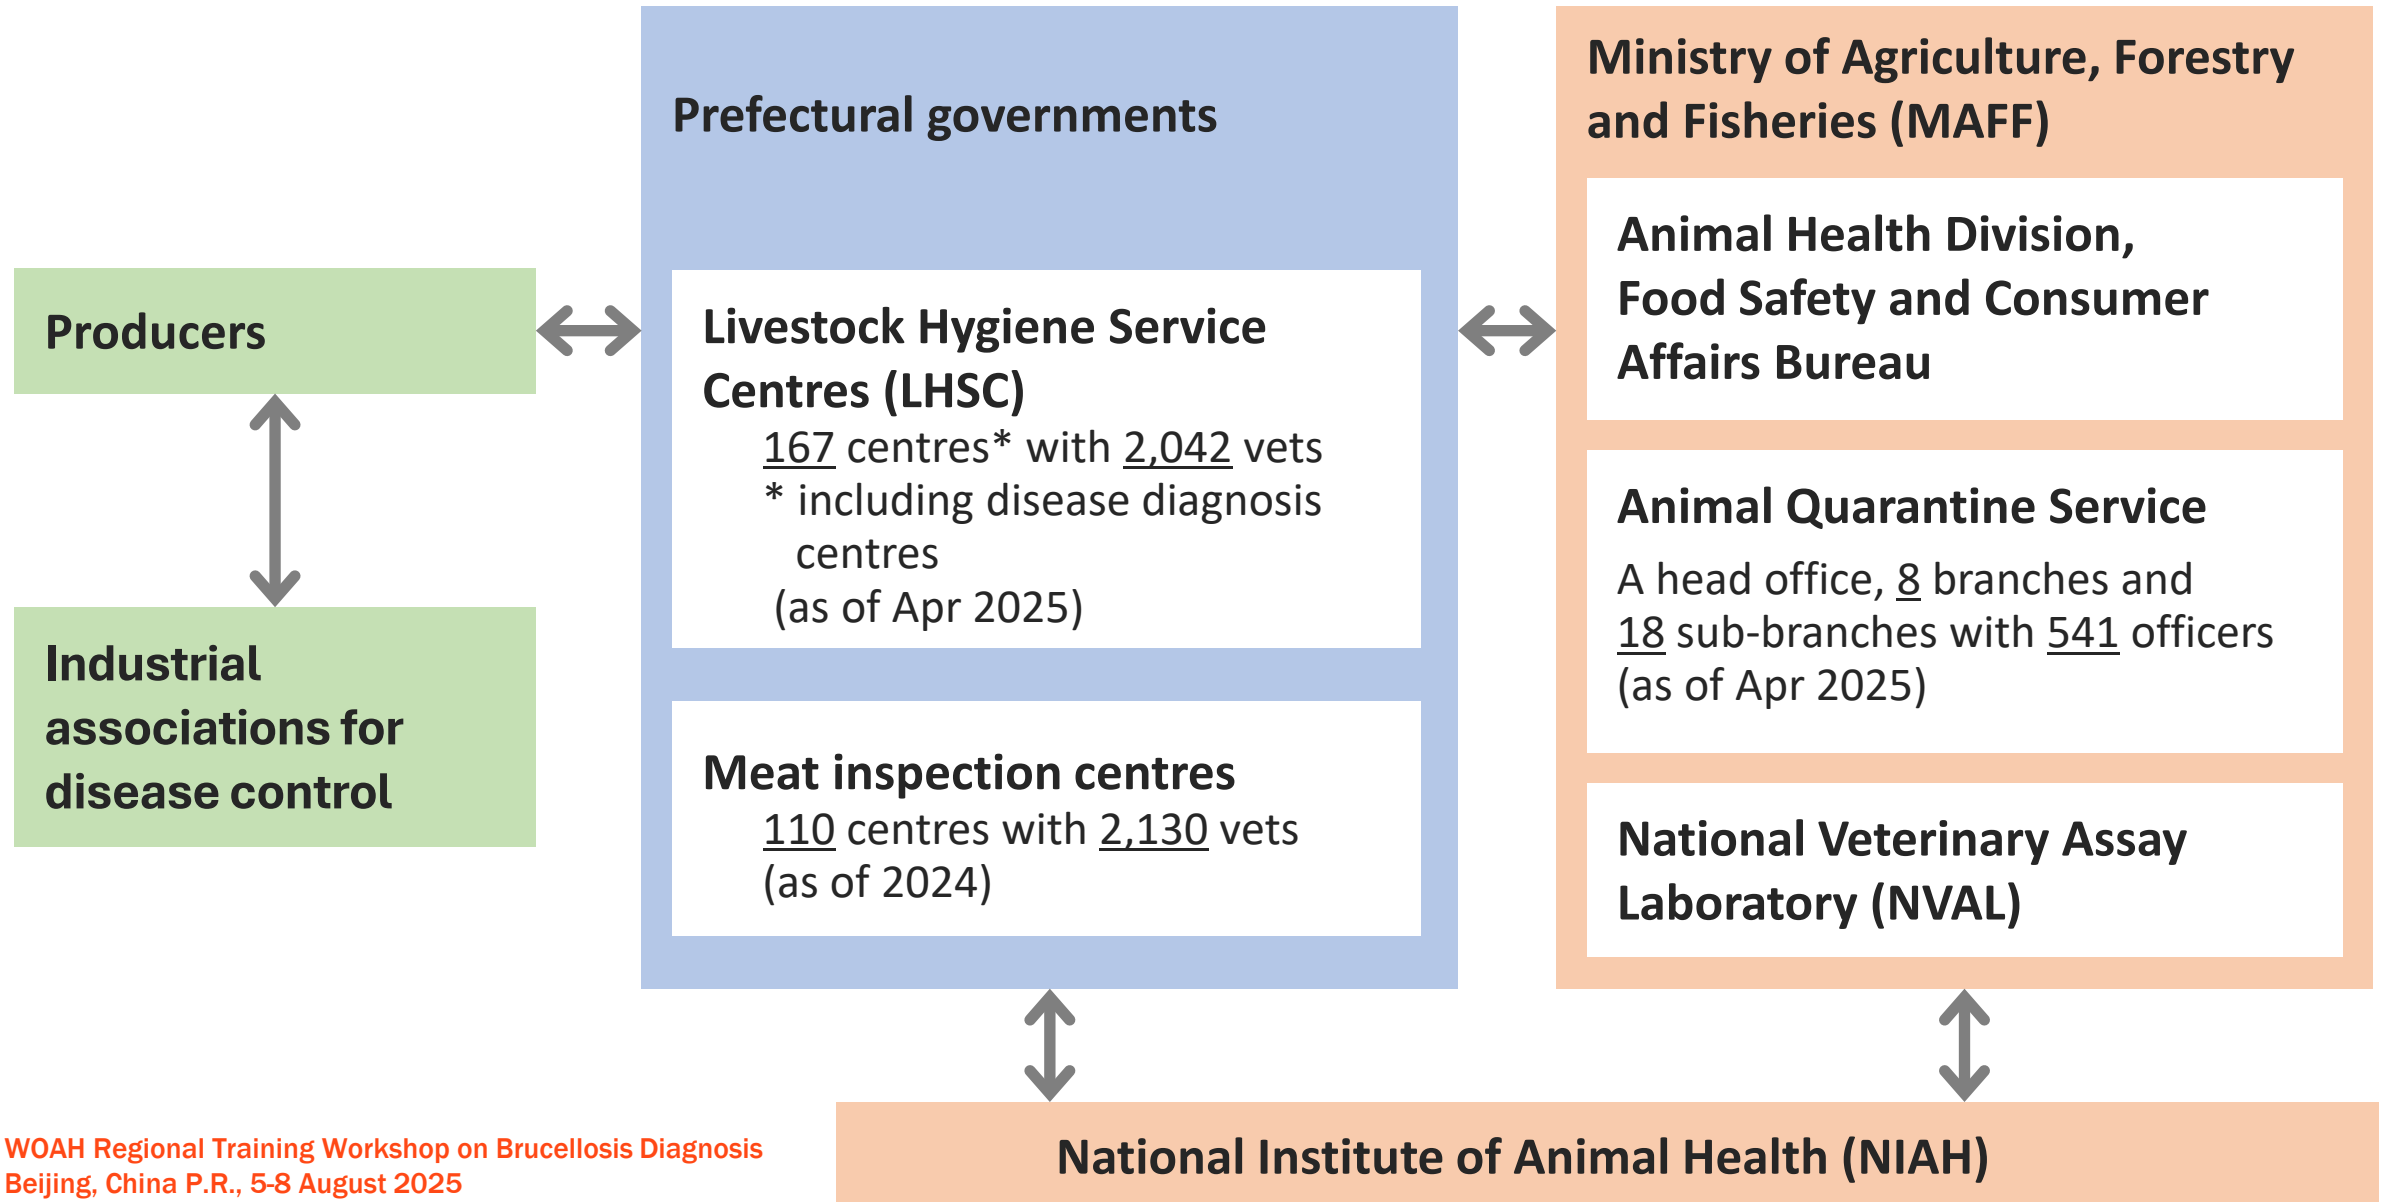 Producers
Industrial
associations for
disease control
Prefectural governments
Livestock Hygiene Service
Centres (LHSC)
167 centres* with 2,042 vets
* including disease diagnosis
centres
(as of Apr 2025)
Meat inspection centres
110 centres with 2,130 vets
(as of 2024)
Ministry of Agriculture, Forestry
and Fisheries (MAFF)
Animal Health Division,
Food Safety and Consumer
Affairs Bureau
Animal Quarantine Service
A head office, 8 branches and
18 sub-branches with 541 officers
(as of Apr 2025)
National Veterinary Assay
Laboratory (NVAL)
National Institute of Animal Health (NIAH)
WOAH Regional Training Workshop on Brucellosis Diagnosis
Beijing, China P.R., 5-8 August 2025